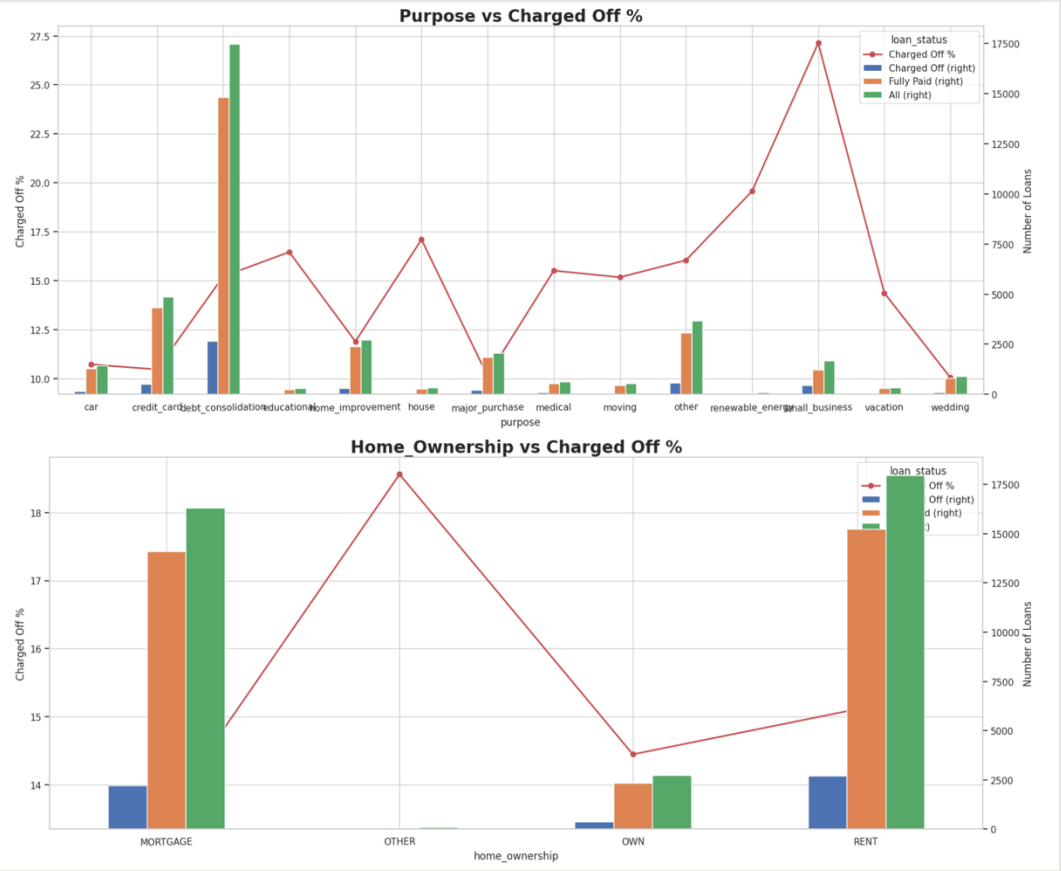 Purpose vs Charged Off %
27.5
25.0
22.5
20.0
17.5
15.0
12.5
10.0
Charged Off %
loan_status
Charged Off %
Charged Off (right)
Fully Paid (right)
All (right)
17500
15000
12500
10000
7500
5000
2500
0
Number of Loans
car credit_card debt_consolidation educational home_improvement house major_purchase medical moving other renewable_energy small_business vacation wedding
purpose
Home_Ownership vs Charged Off %
18
17
16
15
14
Charged Off %
loan_status
Off %
Off (right)
d (right)
t)
17500
15000
12500
10000
7500
5000
2500
0
Number of Loans
MORTGAGE OTHER OWN RENT
home_ownership